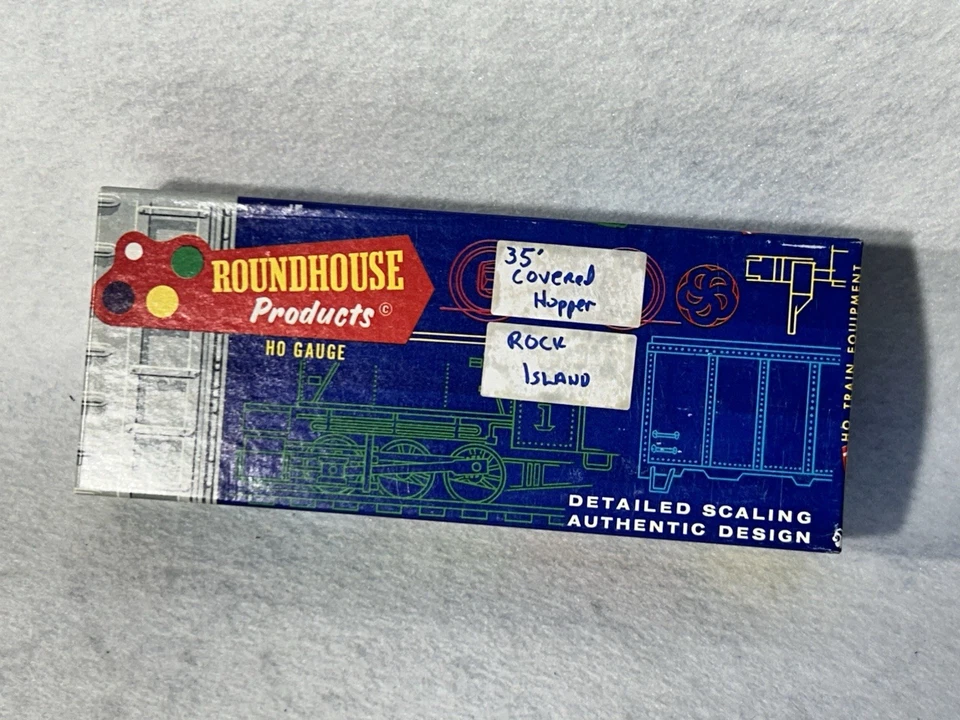 ROUNDHOUSE
Products ©
HO GAUGE
35'
Covered
Hopper
ROCK
ISLAND
1
DETAILED SCALING
AUTHENTIC DESIGN
HO TRAIN EQUIPMENT